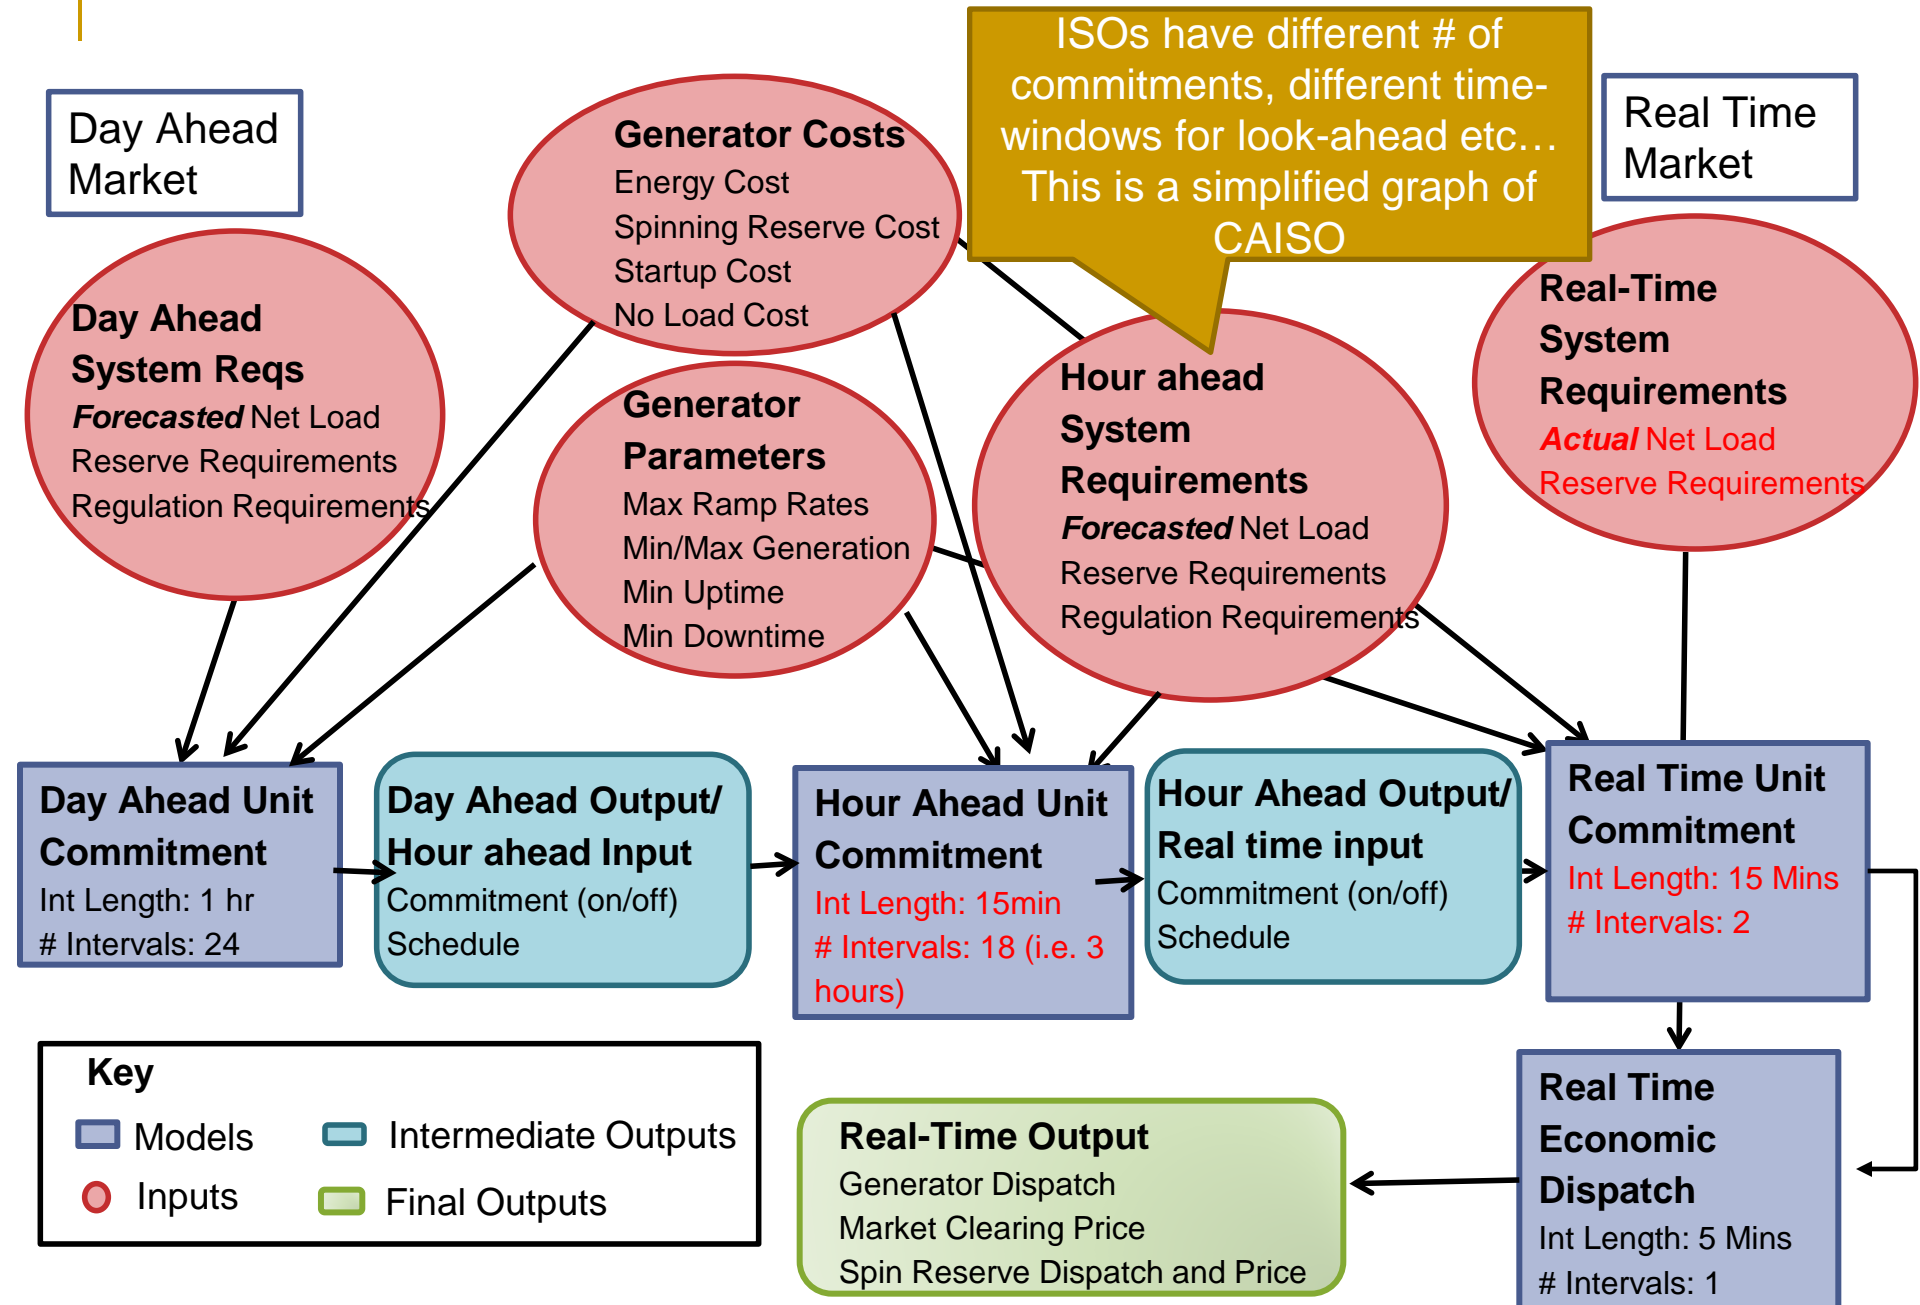 ISOs have different # of
commitments, different time-
windows for look-ahead etc…
This is a simplified graph of
CAISO
Day Ahead
Market
Real Time
Market
Generator Costs
Energy Cost
Spinning Reserve Cost
Startup Cost
No Load Cost
Day Ahead
System Reqs
Forecasted Net Load
Reserve Requirements
Regulation Requirements
Generator
Parameters
Max Ramp Rates
Min/Max Generation
Min Uptime
Min Downtime
Hour ahead
System
Requirements
Forecasted Net Load
Reserve Requirements
Regulation Requirements
Real-Time
System
Requirements
Actual Net Load
Reserve Requirements
Day Ahead Unit
Commitment
Int Length: 1 hr
# Intervals: 24
Day Ahead Output/
Hour ahead Input
Commitment (on/off)
Schedule
Hour Ahead Unit
Commitment
Int Length: 15min
# Intervals: 18 (i.e. 3
hours)
Hour Ahead Output/
Real time input
Commitment (on/off)
Schedule
Real Time Unit
Commitment
Int Length: 15 Mins
# Intervals: 2
Key
Models
Intermediate Outputs
Inputs
Final Outputs
Real-Time Output
Generator Dispatch
Market Clearing Price
Spin Reserve Dispatch and Price
Real Time
Economic
Dispatch
Int Length: 5 Mins
# Intervals: 1